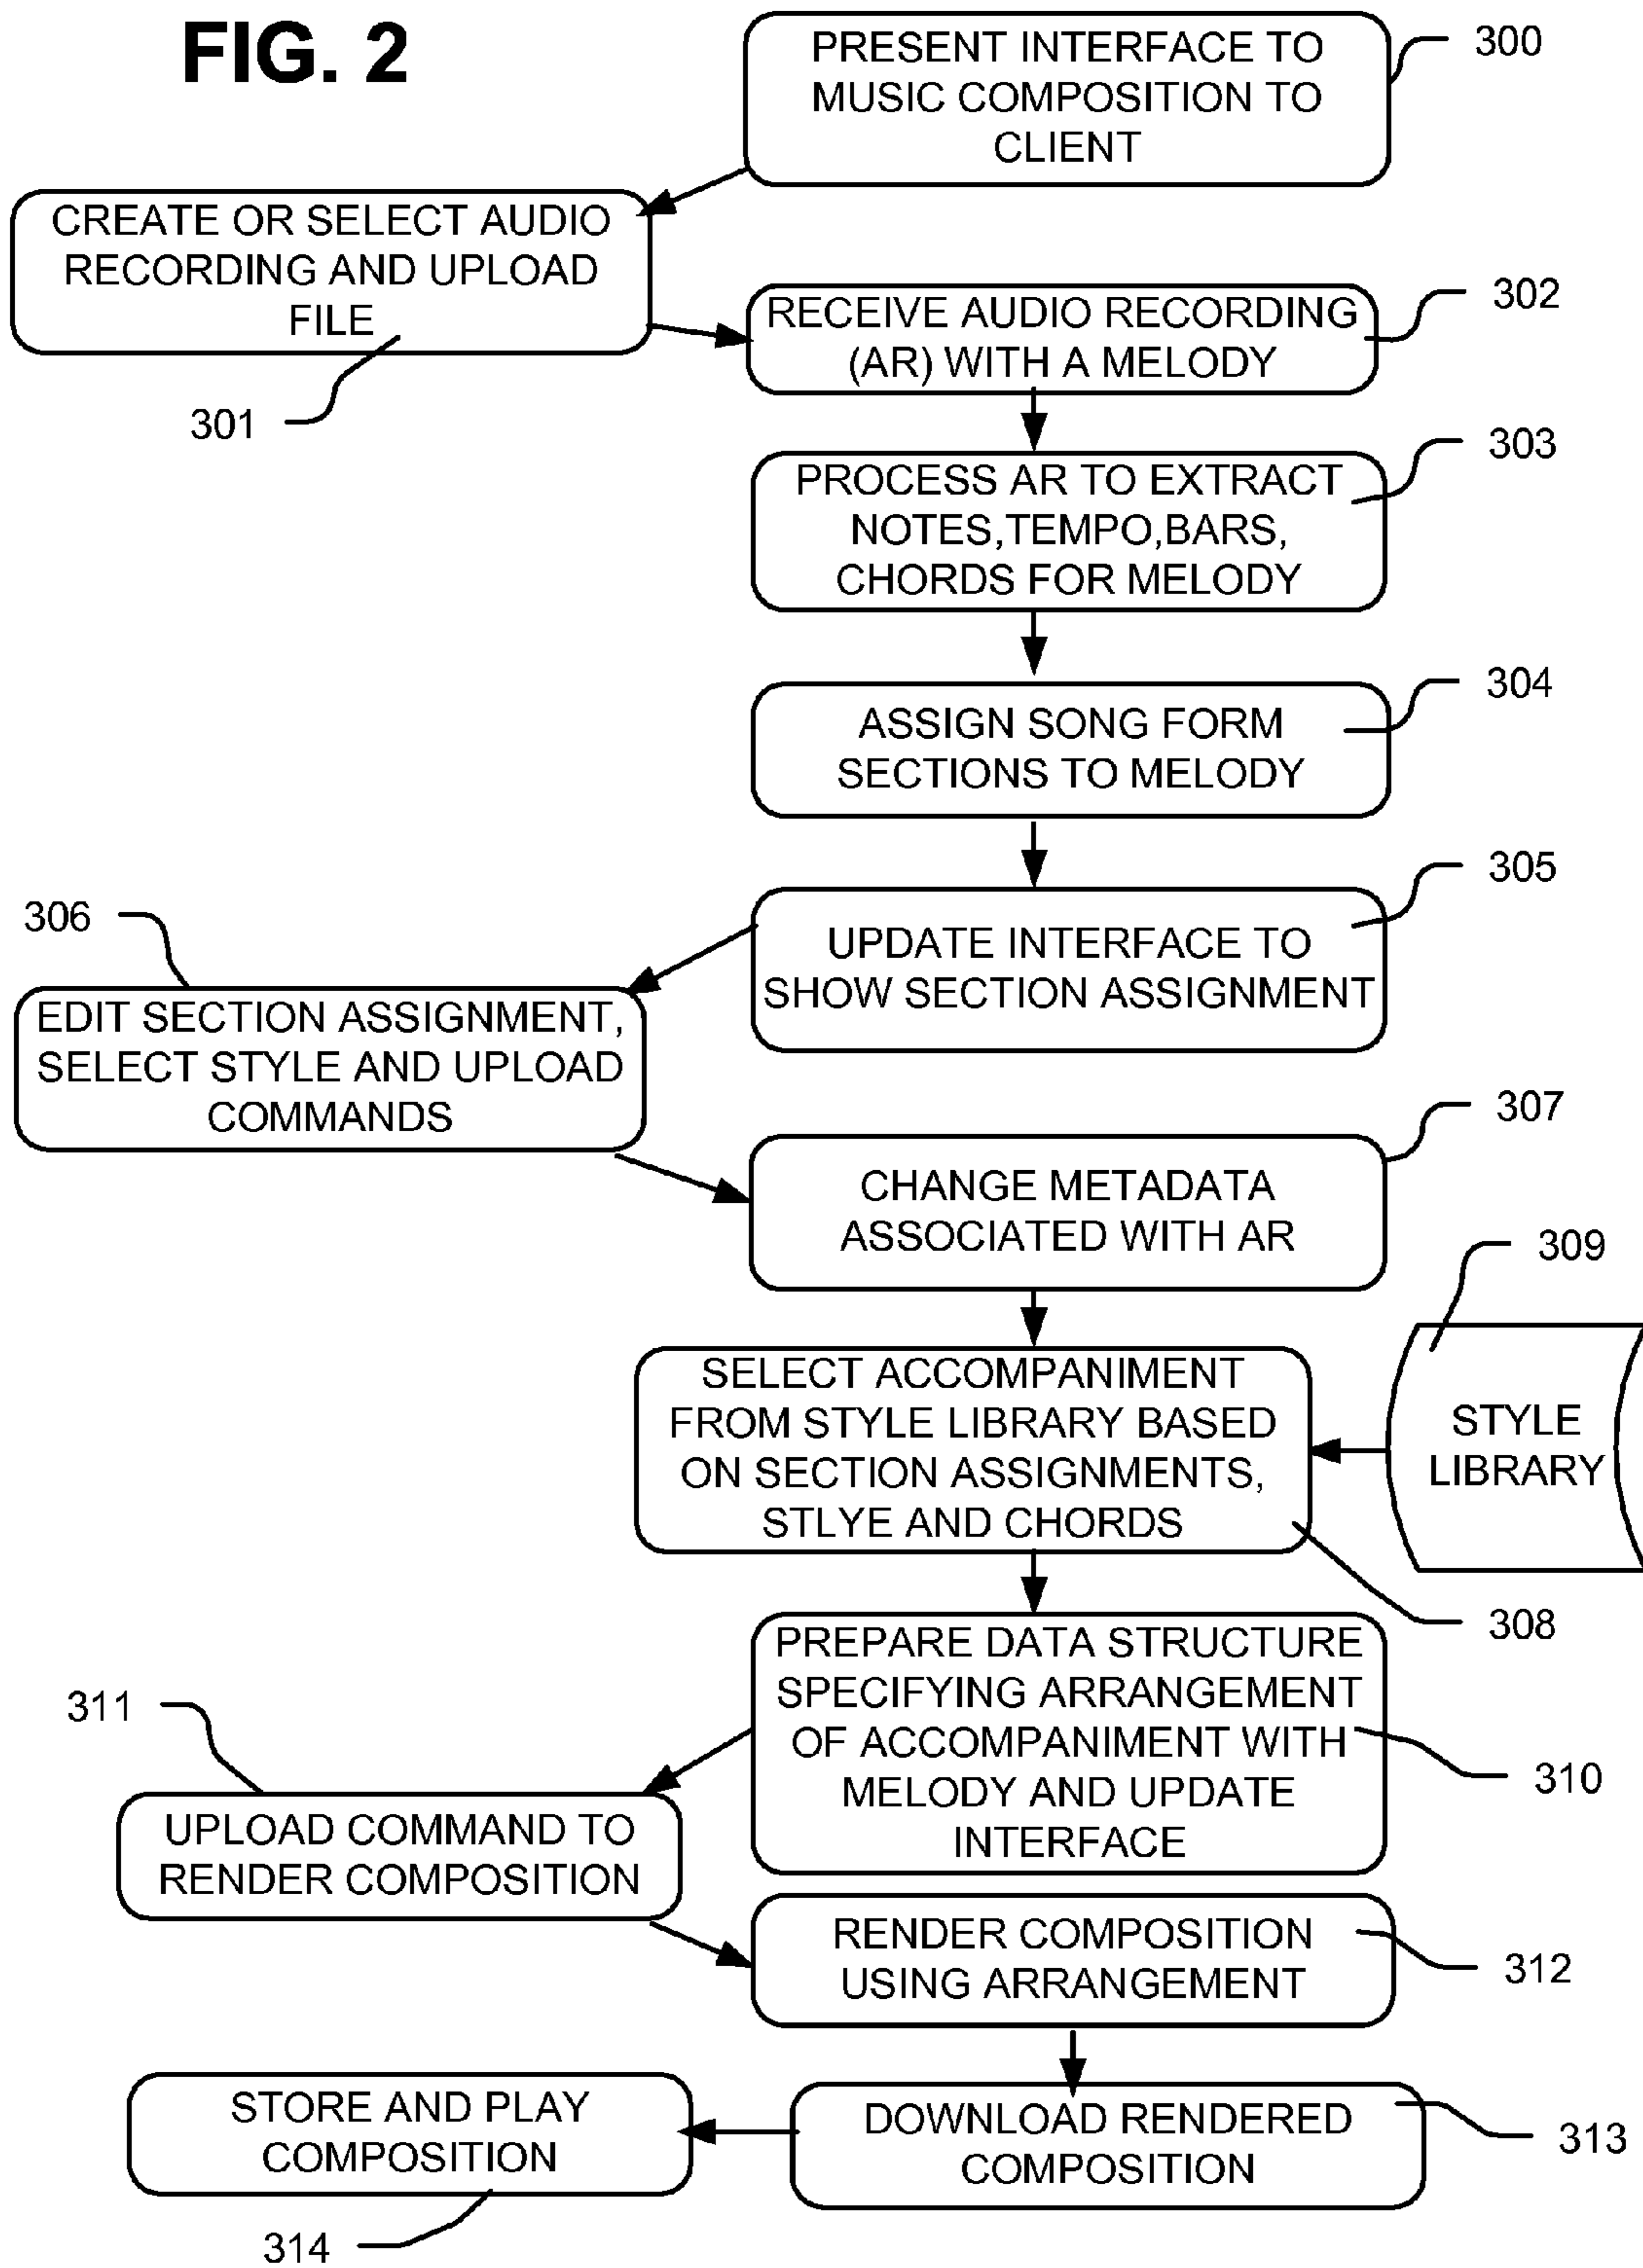 FIG. 2
PRESENT INTERFACE TO
MUSIC COMPOSITION TO
CLIENT
300
CREATE OR SELECT AUDIO
RECORDING AND UPLOAD
FILE
301
RECEIVE AUDIO RECORDING
(AR) WITH A MELODY
302
PROCESS AR TO EXTRACT
NOTES,TEMPO,BARS,
CHORDS FOR MELODY
303
ASSIGN SONG FORM
SECTIONS TO MELODY
304
UPDATE INTERFACE TO
SHOW SECTION ASSIGNMENT
305
306
EDIT SECTION ASSIGNMENT,
SELECT STYLE AND UPLOAD
COMMANDS
CHANGE METADATA
ASSOCIATED WITH AR
307
SELECT ACCOMPANIMENT
FROM STYLE LIBRARY BASED
ON SECTION ASSIGNMENTS,
STLYE AND CHORDS
308
309
STYLE
LIBRARY
PREPARE DATA STRUCTURE
SPECIFYING ARRANGEMENT
OF ACCOMPANIMENT WITH
MELODY AND UPDATE
INTERFACE
310
311
UPLOAD COMMAND TO
RENDER COMPOSITION
RENDER COMPOSITION
USING ARRANGEMENT
312
DOWNLOAD RENDERED
COMPOSITION
313
STORE AND PLAY
COMPOSITION
314